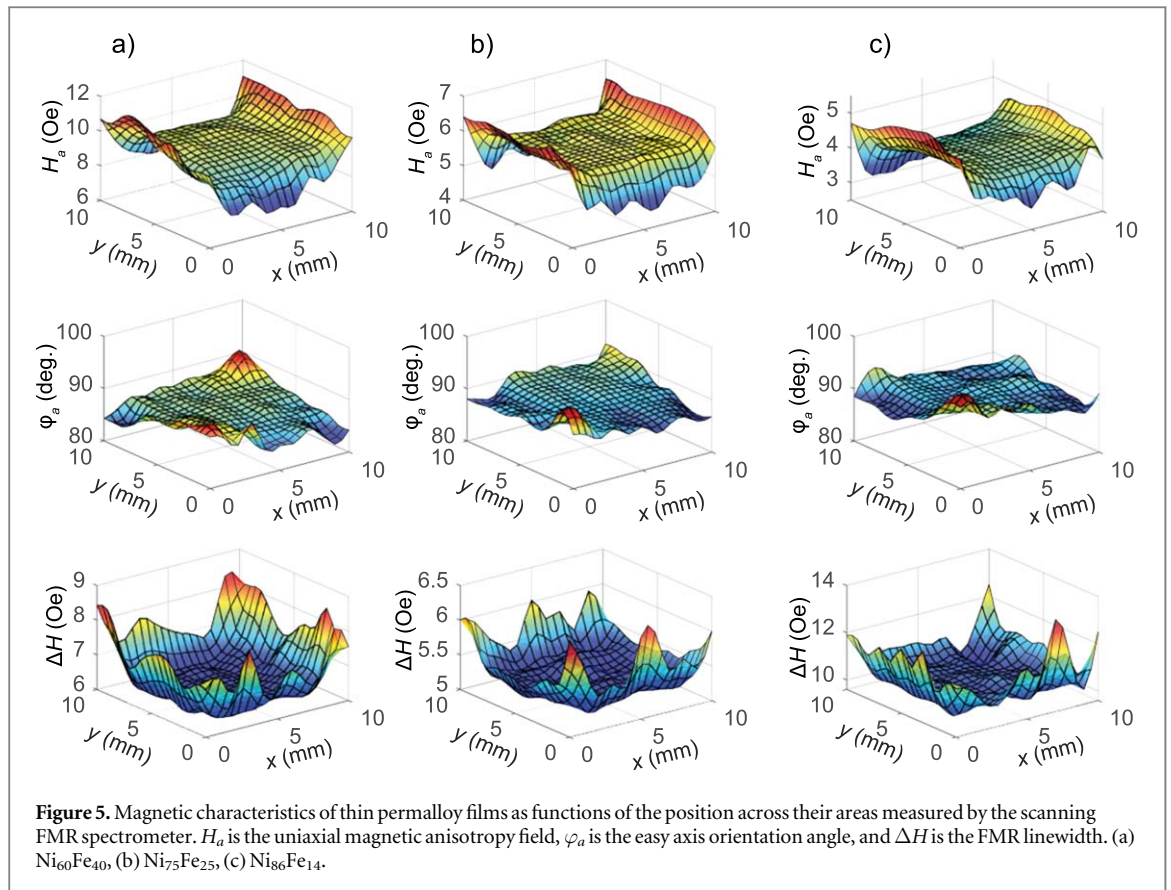 a) b) c)
12
10
8
6
Hₐ (Oe)
10
5
0
y (mm)
0
5
10
x (mm)
7
6
5
4
Hₐ (Oe)
10
5
0
y (mm)
0
5
10
x (mm)
5
4
3
Hₐ (Oe)
10
5
0
y (mm)
0
5
10
x (mm)
100
90
80
φₐ (deg.)
10
5
0
y (mm)
0
5
10
x (mm)
100
90
80
φₐ (deg.)
10
5
0
y (mm)
0
5
10
x (mm)
100
90
80
φₐ (deg.)
10
5
0
y (mm)
0
5
10
x (mm)
9
8
7
6
ΔH (Oe)
10
5
0
y (mm)
0
5
10
x (mm)
6.5
6
5.5
5
ΔH (Oe)
10
5
0
y (mm)
0
5
10
x (mm)
14
12
10
ΔH (Oe)
10
5
0
y (mm)
0
5
10
x (mm)
Figure 5. Magnetic characteristics of thin permalloy films as functions of the position across their areas measured by the scanning
FMR spectrometer. Hₐ is the uniaxial magnetic anisotropy field, φₐ is the easy axis orientation angle, and ΔH is the FMR linewidth. (a)
Ni₆₀Fe₄₀, (b) Ni₇₅Fe₂₅, (c) Ni₈₆Fe₁₄.